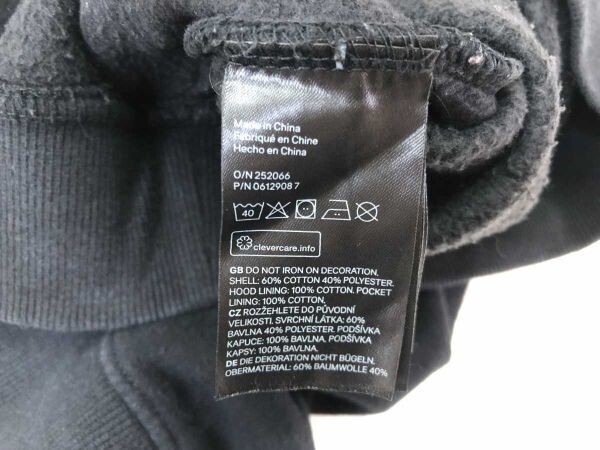 Made in China
Fabriqué en Chine
Hecho en China
O/N 252066
P/N 0612908 7
40
clevercare.info
GB DO NOT IRON ON DECORATION.
SHELL: 60% COTTON 40% POLYESTER.
HOOD LINING: 100% COTTON. POCKET
LINING: 100% COTTON.
CZ ROZŽEHLETE DO PŮVODNÍ
VELIKOSTI. SVRCHNÍ LÁTKA: 60%
BAVLNA 40% POLYESTER. PODŠÍVKA
KAPUCE: 100% BAVLNA. PODŠÍVKA
KAPSY: 100% BAVLNA.
DE DIE DEKORATION NICHT BÜGELN.
OBERMATERIAL: 60% BAUMWOLLE 40%